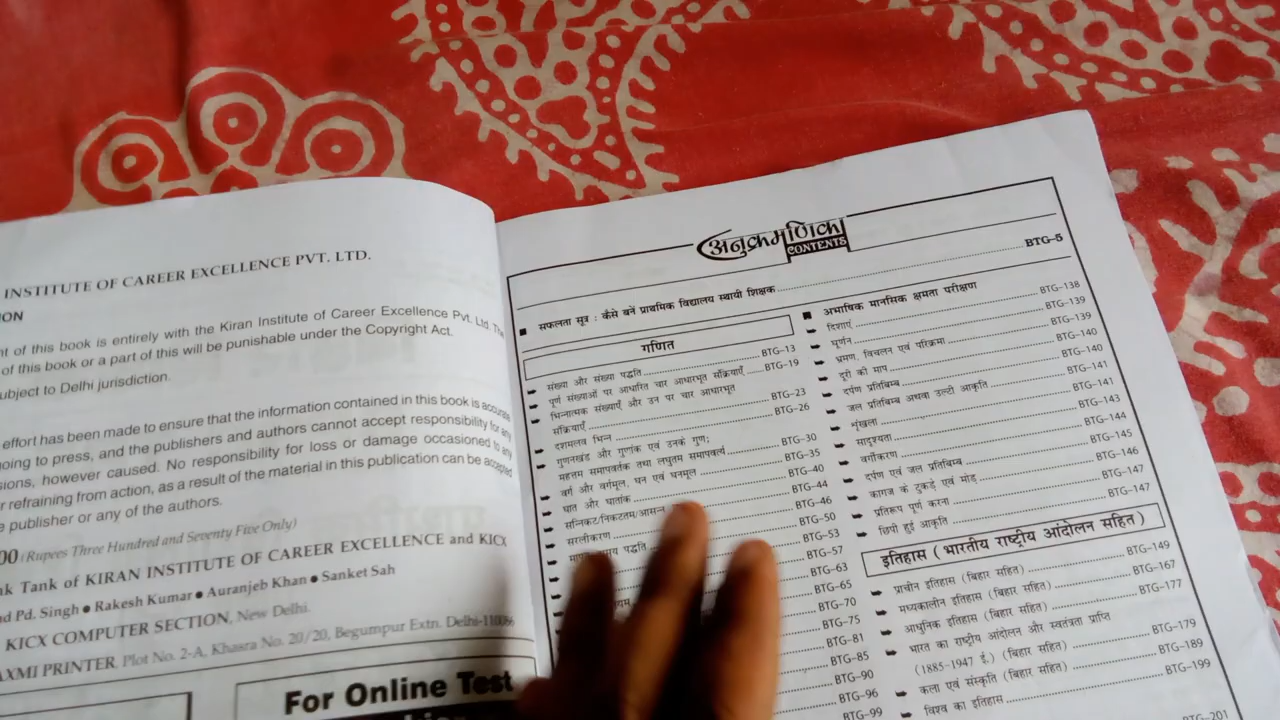 INSTITUTE OF CAREER EXCELLENCE PVT. LTD.
of this book is entirely with the Kiran Institute of Career Excellence Pvt. Ltd.
of this book or a part of this will be punishable under the Copyright Act.
subject to Delhi jurisdiction.
effort has been made to ensure that the information contained in this book is
going to press, and the publishers and authors cannot accept responsibility for any
however caused. No responsibility for loss or damage occasioned to any
refraining from action, as a result of the material in this publication can be
publisher or any of the authors.
(Rupees Three Hundred and Seventy Five Only)
Tank of KIRAN INSTITUTE OF CAREER EXCELLENCE and KICX
Pd. Singh ● Rakesh Kumar ● Auranjeb Khan ● Sanket Sah
KICX COMPUTER SECTION, New Delhi.
PRINTER, Plot No. 2-A, Khasra No. 20/20, Begumpur Extn. Delhi-110086
For Online Test
अनुक्रमणिका
CONTENTS
■ सफलता सूत्र : कैसे बनें प्राथमिक विद्यालय स्थायी शिक्षक BTG-5
गणित
संख्या और संख्या पद्धति BTG-13
पूर्ण संख्याओं पर आधारित चार आधारभूत संक्रियाएँ BTG-19
भिन्नात्मक संख्याएँ और उन पर चार आधारभूत
संक्रियाएँ BTG-23
दशमलव भिन्न BTG-26
गुणनखंड और गुणांक एवं उनके गुण;
महत्तम समापवर्तक तथा लघुतम समापवर्त्य BTG-30
वर्ग और वर्गमूल, घन एवं घनमूल BTG-35
घात और घातांक BTG-40
सन्निकट/निकटतम/आसन्न BTG-44
सरलीकरण BTG-46
पद्धति BTG-50
BTG-53
BTG-57
BTG-63
BTG-65
BTG-70
BTG-75
BTG-81
BTG-85
BTG-90
BTG-96
BTG-99
■ अभाषिक मानसिक क्षमता परीक्षण
दिशाएं BTG-138
घूर्णन BTG-139
भ्रमण, विचलन एवं परिक्रमा BTG-139
दूरी की माप BTG-140
दर्पण प्रतिबिम्ब BTG-140
जल प्रतिबिम्ब अथवा उल्टी आकृति BTG-141
शृंखला BTG-141
सादृश्यता BTG-143
वर्गीकरण BTG-144
दर्पण एवं जल प्रतिबिम्ब BTG-145
कागज के टुकड़े एवं मोड़ BTG-146
प्रतिरूप पूर्ण करना BTG-147
छिपी हुई आकृति BTG-147
इतिहास (भारतीय राष्ट्रीय आंदोलन सहित)
प्राचीन इतिहास (बिहार सहित) BTG-149
मध्यकालीन इतिहास (बिहार सहित) BTG-167
आधुनिक इतिहास (बिहार सहित) BTG-177
भारत का राष्ट्रीय आंदोलन और स्वतंत्रता प्राप्ति
(1885-1947 ई.) (बिहार सहित) BTG-179
कला एवं संस्कृति (बिहार सहित) BTG-189
विश्व का इतिहास BTG-199
BTG-201